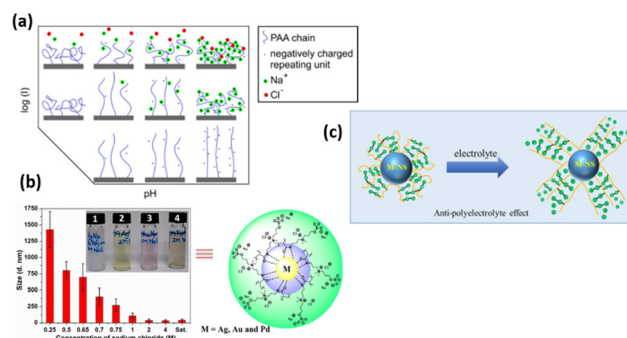 (a)
PAA chain
negatively charged
repeating unit
Na+
Cl-
log (I)
pH
(c)
M-NS
electrolyte
M-NS
Anti-polyelectrolyte effect
(b)
Size (d. nm)
1750
1500
1250
1000
750
500
250
0
1 2 3 4
0.25 0.5 0.65 0.7 0.75 1 2 4 Sat.
Concentration of sodium chloride (M)
M
M = Ag, Au and Pd